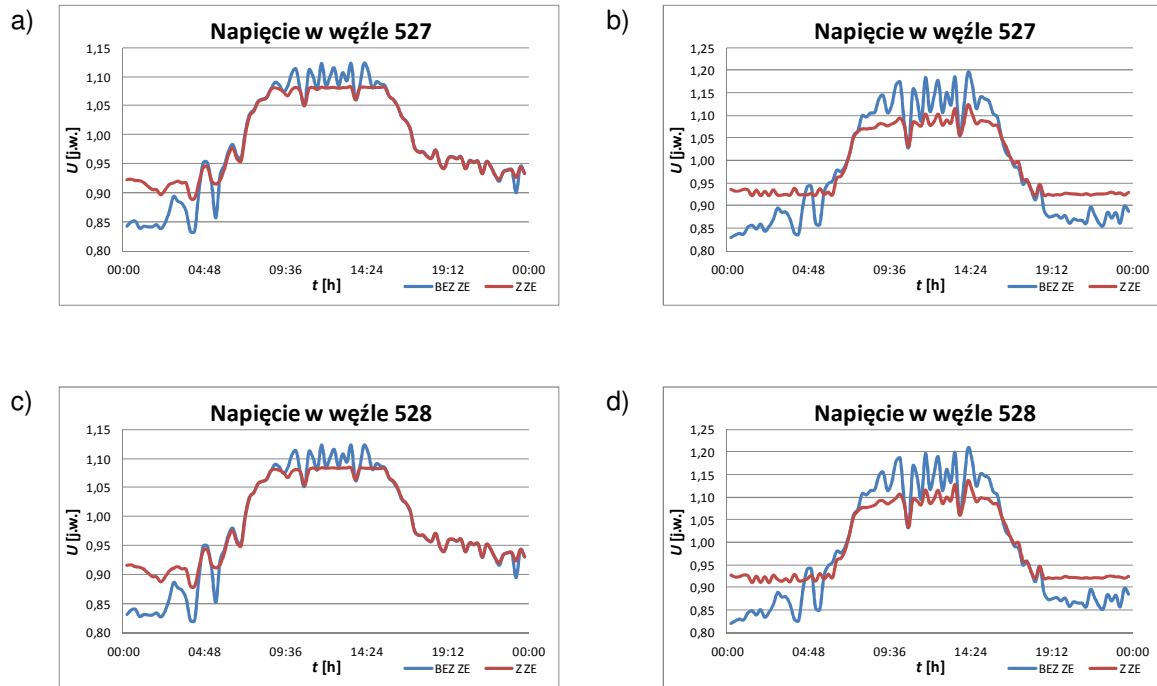 a)
Napięcie w węźle 527
1,15
1,10
1,05
1,00
0,95
0,90
0,85
0,80
U [j.w.]
00:00 04:48 09:36 14:24 19:12 00:00
t [h]
BEZ ZE Z ZE
b)
Napięcie w węźle 527
1,25
1,20
1,15
1,10
1,05
1,00
0,95
0,90
0,85
0,80
U [j.w.]
00:00 04:48 09:36 14:24 19:12 00:00
t [h]
BEZ ZE Z ZE
c)
Napięcie w węźle 528
1,15
1,10
1,05
1,00
0,95
0,90
0,85
0,80
U [j.w.]
00:00 04:48 09:36 14:24 19:12 00:00
t [h]
BEZ ZE Z ZE
d)
Napięcie w węźle 528
1,25
1,20
1,15
1,10
1,05
1,00
0,95
0,90
0,85
0,80
U [j.w.]
00:00 04:48 09:36 14:24 19:12 00:00
t [h]
BEZ ZE Z ZE